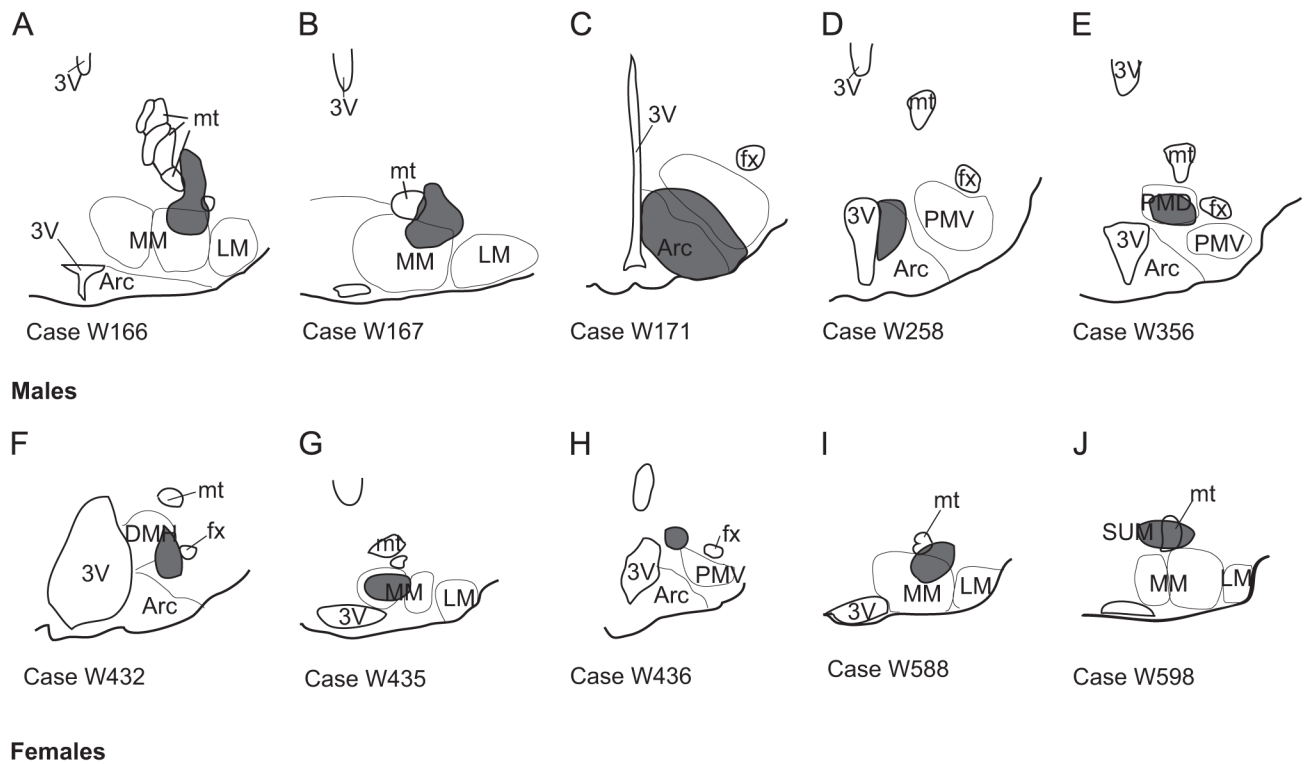 A B C D E
3V 3V 3V 3V 3V
mt mt fx mt fx mt fx
3V MM LM MM LM Arc 3V PMV PMD 3V PMV
Arc Arc Arc
Case W166 Case W167 Case W171 Case W258 Case W356
Males
F G H I J
mt mt fx mt mt
DMH fx SUM
3V MM LM 3V PMV MM LM MM LM
Arc 3V Arc 3V
Case W432 Case W435 Case W436 Case W588 Case W598
Females